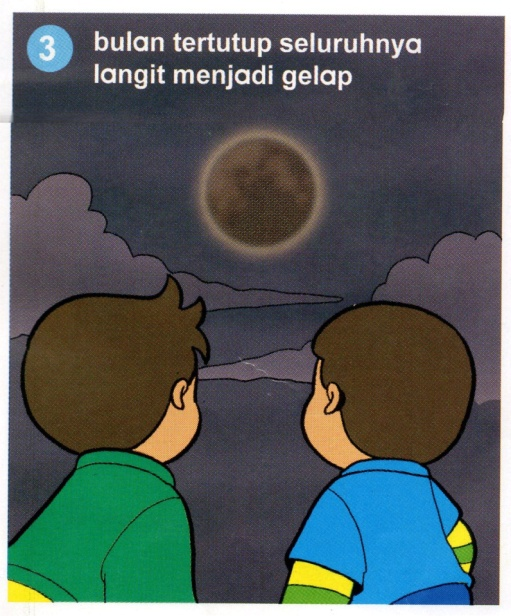 3
bulan tertutup seluruhnya
langit menjadi gelap